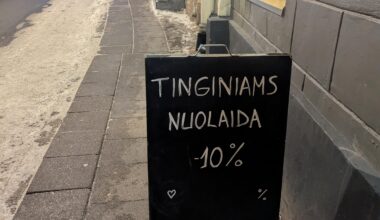 TINGINIAMS
NUOLAIDA
-10%
♡ %